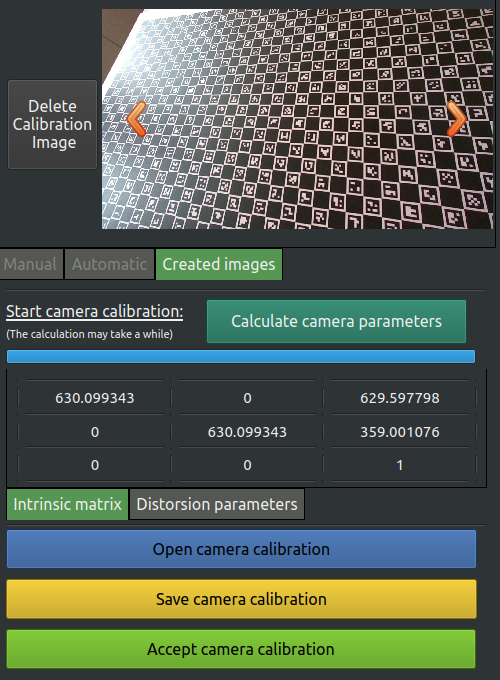 Delete
Calibration
Image
Manual
Automatic
Created images
Start camera calibration:
(The calculation may take a while)
Calculate camera parameters
630.099343 0 629.597798
0 630.099343 359.001076
0 0 1
Intrinsic matrix
Distorsion parameters
Open camera calibration
Save camera calibration
Accept camera calibration